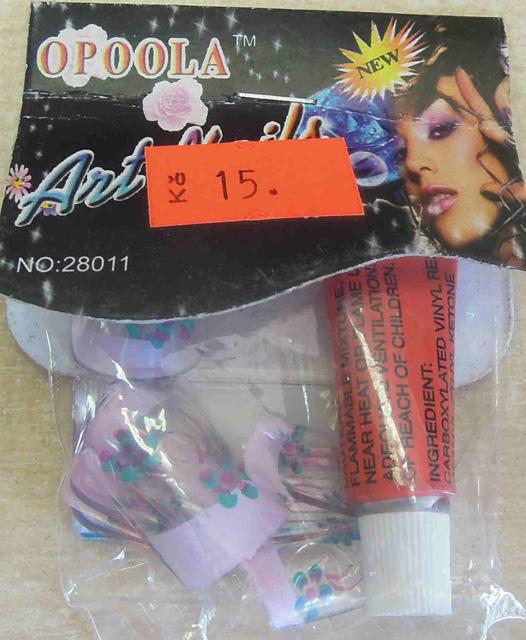 OPOOLA™
NEW
Art Nails
Kč 15.
NO:28011
FLAMMABLE MIXTURE,
NEAR HEAT OR FLAME
VENTILATION.
OF REACH OF CHILDREN.
INGREDIENT:
CARBOXYLATED VINYL
KETONE